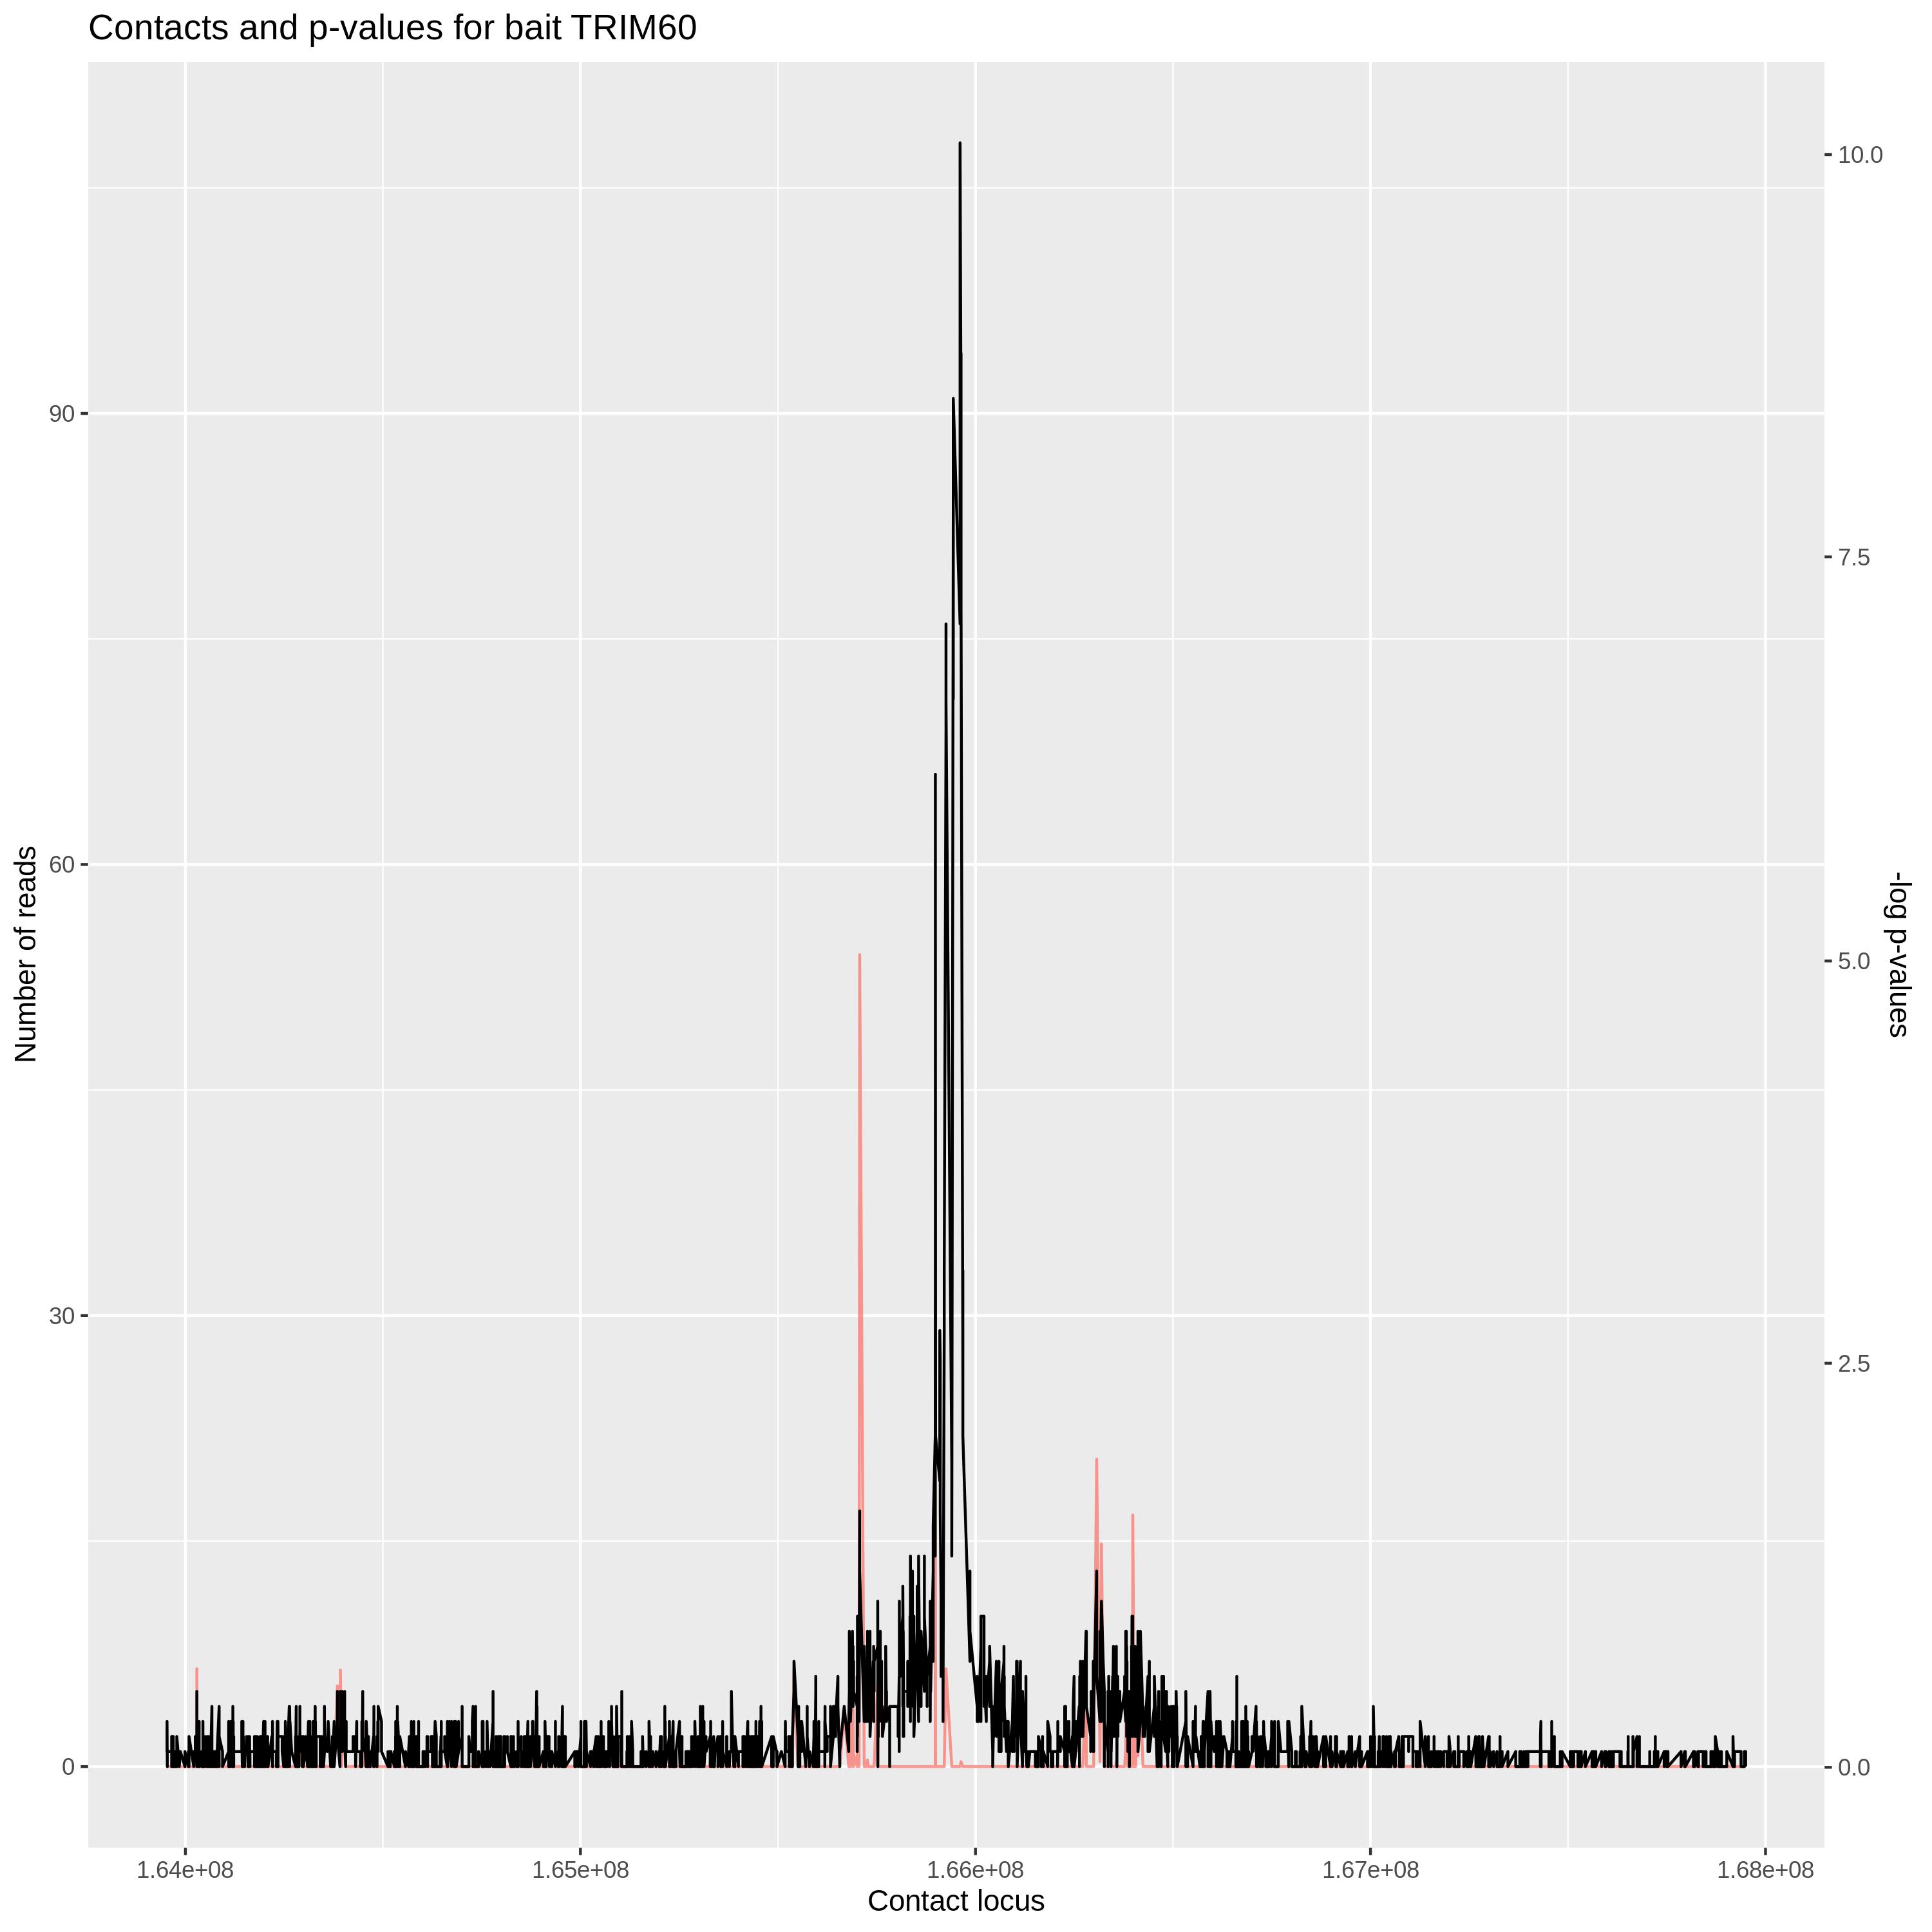 Contacts and p-values for bait TRIM60
10.0
90
7.5
60
5.0
Number of reads
-log p-values
30
2.5
0
0.0
1.64e+08 1.65e+08 1.66e+08 1.67e+08 1.68e+08
Contact locus